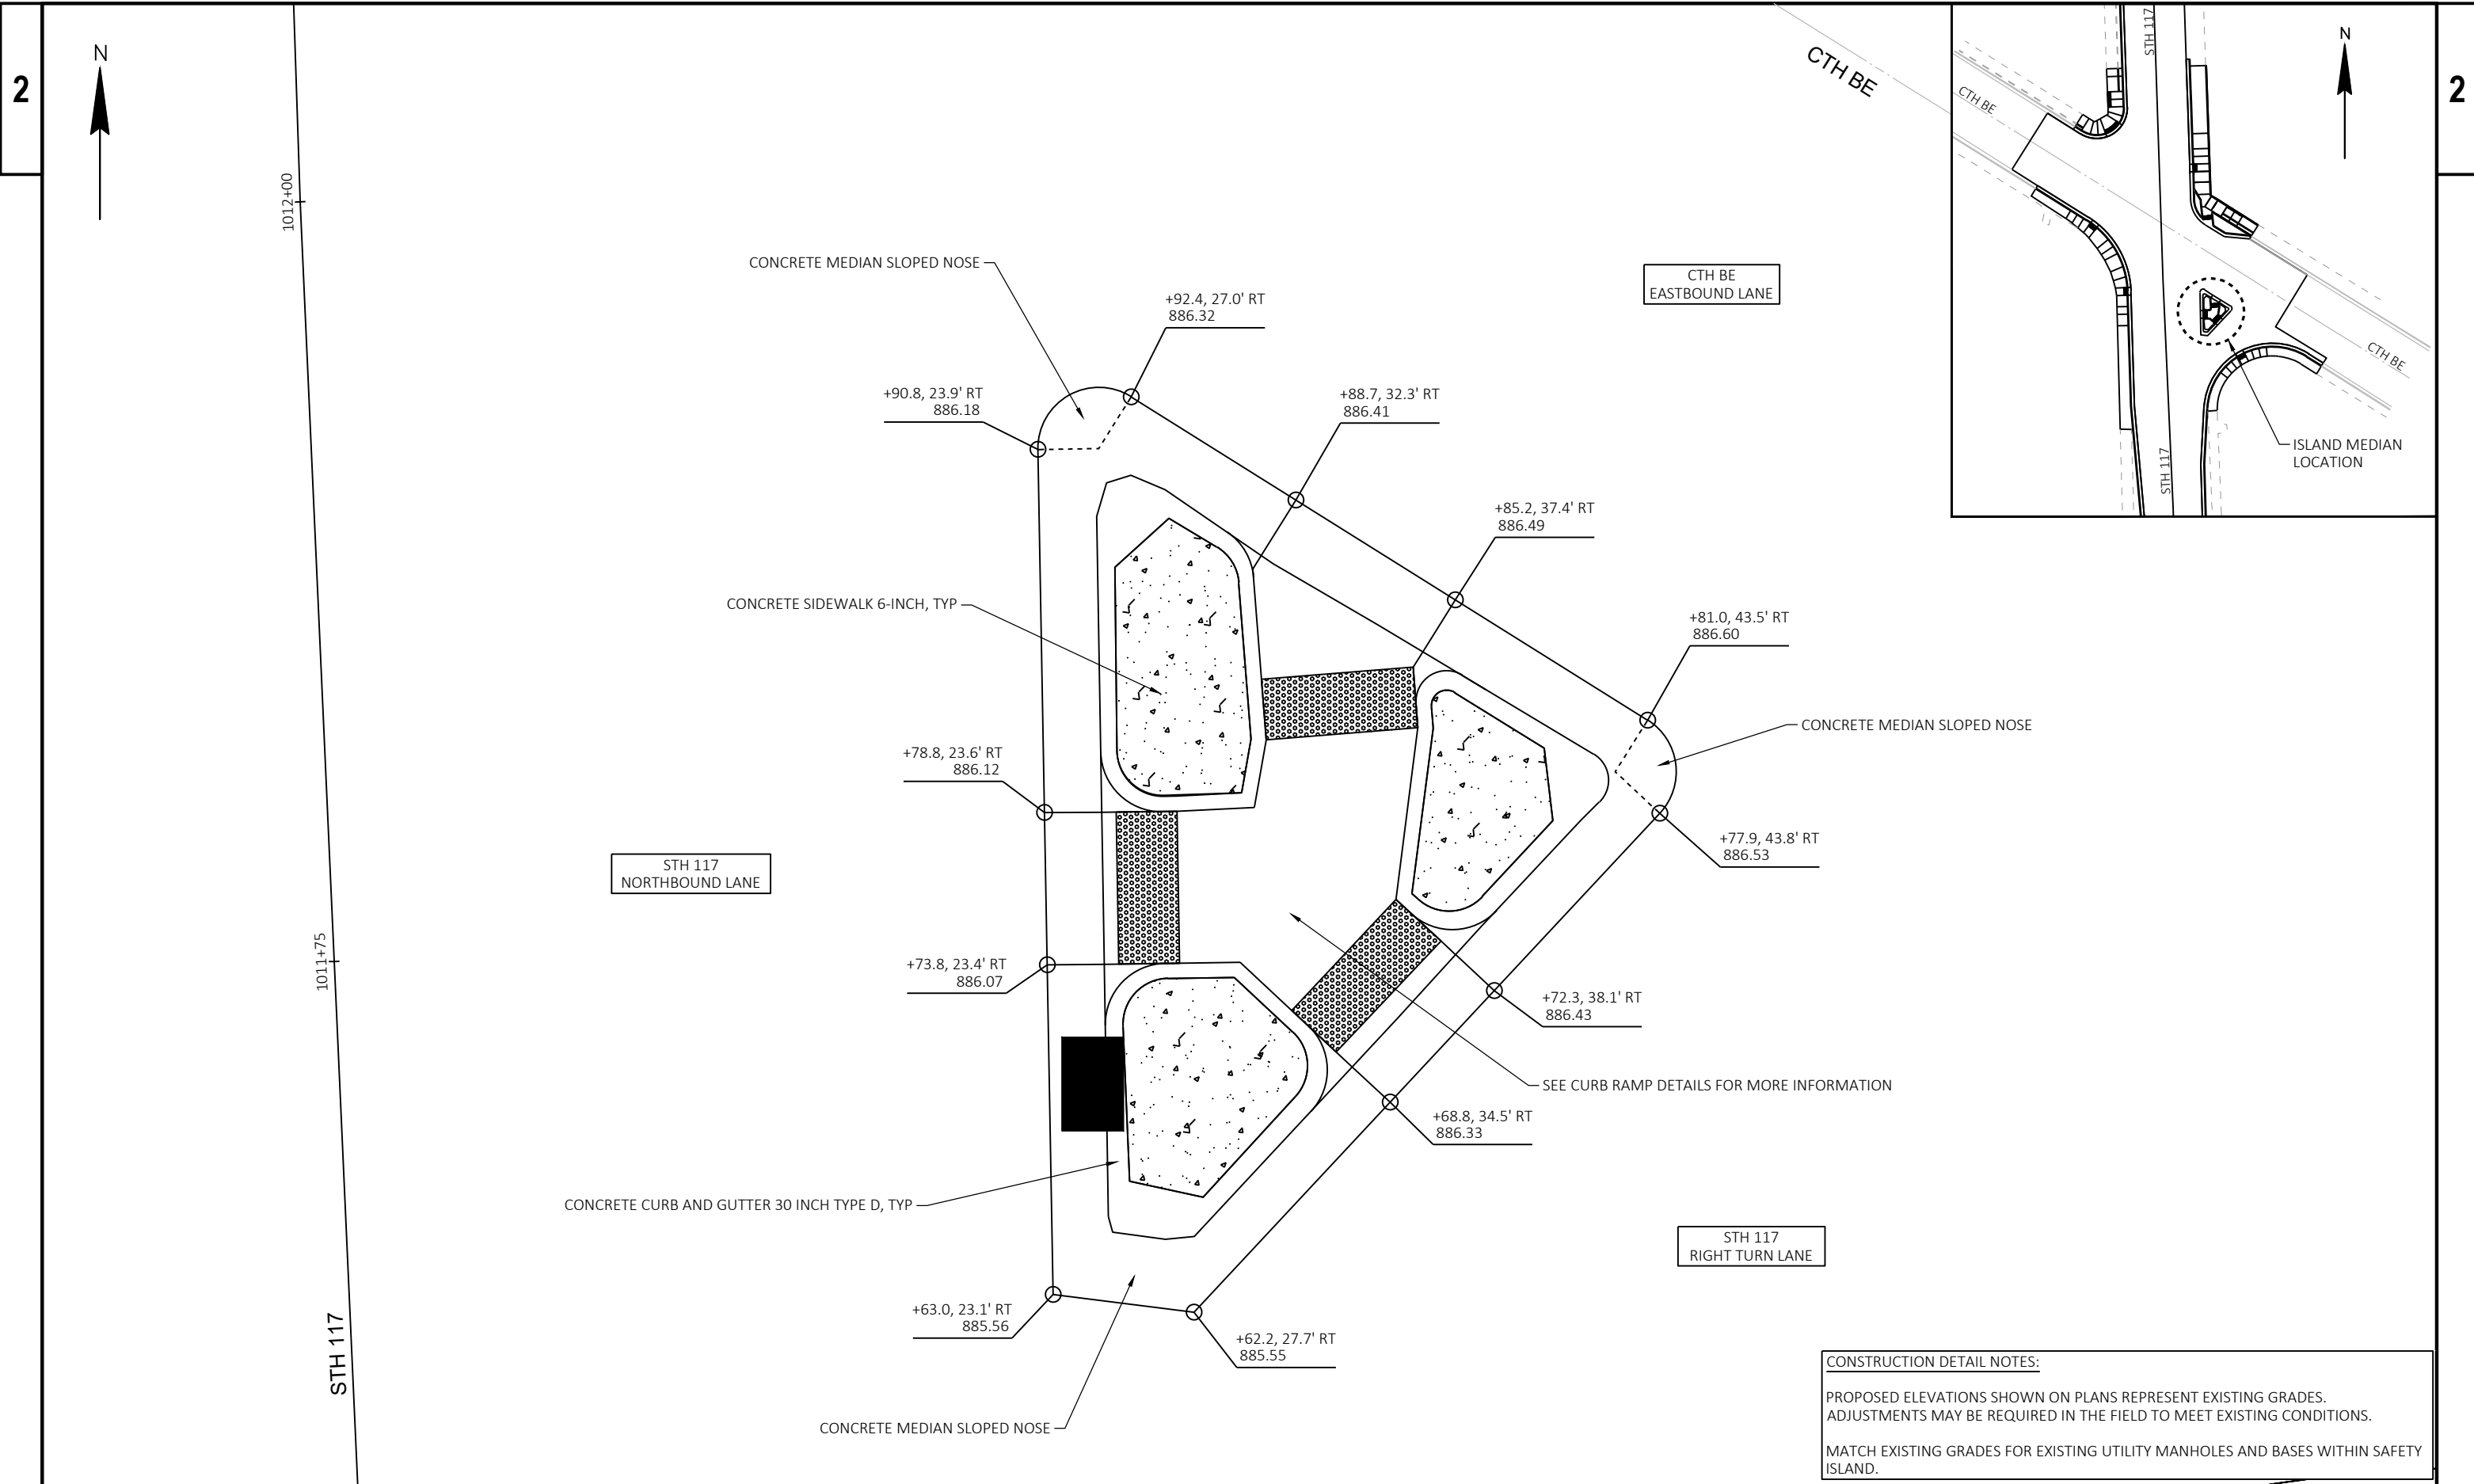 2
N
1012+00
1011+75
STH 117
CONCRETE MEDIAN SLOPED NOSE
+92.4, 27.0' RT
886.32
+90.8, 23.9' RT
886.18
+88.7, 32.3' RT
886.41
+85.2, 37.4' RT
886.49
+81.0, 43.5' RT
886.60
CONCRETE SIDEWALK 6-INCH, TYP
CONCRETE MEDIAN SLOPED NOSE
+78.8, 23.6' RT
886.12
+77.9, 43.8' RT
886.53
STH 117
NORTHBOUND LANE
+73.8, 23.4' RT
886.07
+72.3, 38.1' RT
886.43
SEE CURB RAMP DETAILS FOR MORE INFORMATION
+68.8, 34.5' RT
886.33
CONCRETE CURB AND GUTTER 30 INCH TYPE D, TYP
STH 117
RIGHT TURN LANE
+63.0, 23.1' RT
885.56
+62.2, 27.7' RT
885.55
CONCRETE MEDIAN SLOPED NOSE
CTH BE
CTH BE
EASTBOUND LANE
STH 117
N
CTH BE
CTH BE
STH 117
ISLAND MEDIAN
LOCATION
2
CONSTRUCTION DETAIL NOTES:
PROPOSED ELEVATIONS SHOWN ON PLANS REPRESENT EXISTING GRADES.
ADJUSTMENTS MAY BE REQUIRED IN THE FIELD TO MEET EXISTING CONDITIONS.
MATCH EXISTING GRADES FOR EXISTING UTILITY MANHOLES AND BASES WITHIN SAFETY
ISLAND.